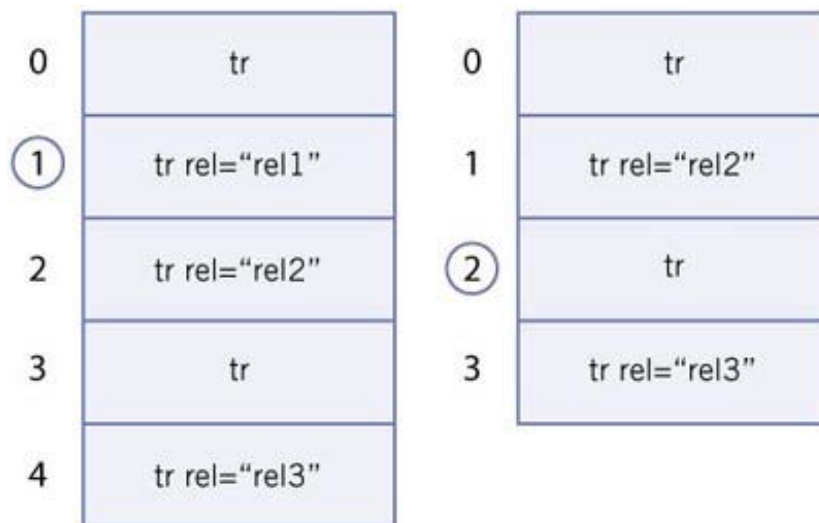 0 tr
1 tr rel=“rel1”
2 tr rel=“rel2”
3 tr
4 tr rel=“rel3”
0 tr
1 tr rel=“rel2”
2 tr
3 tr rel=“rel3”